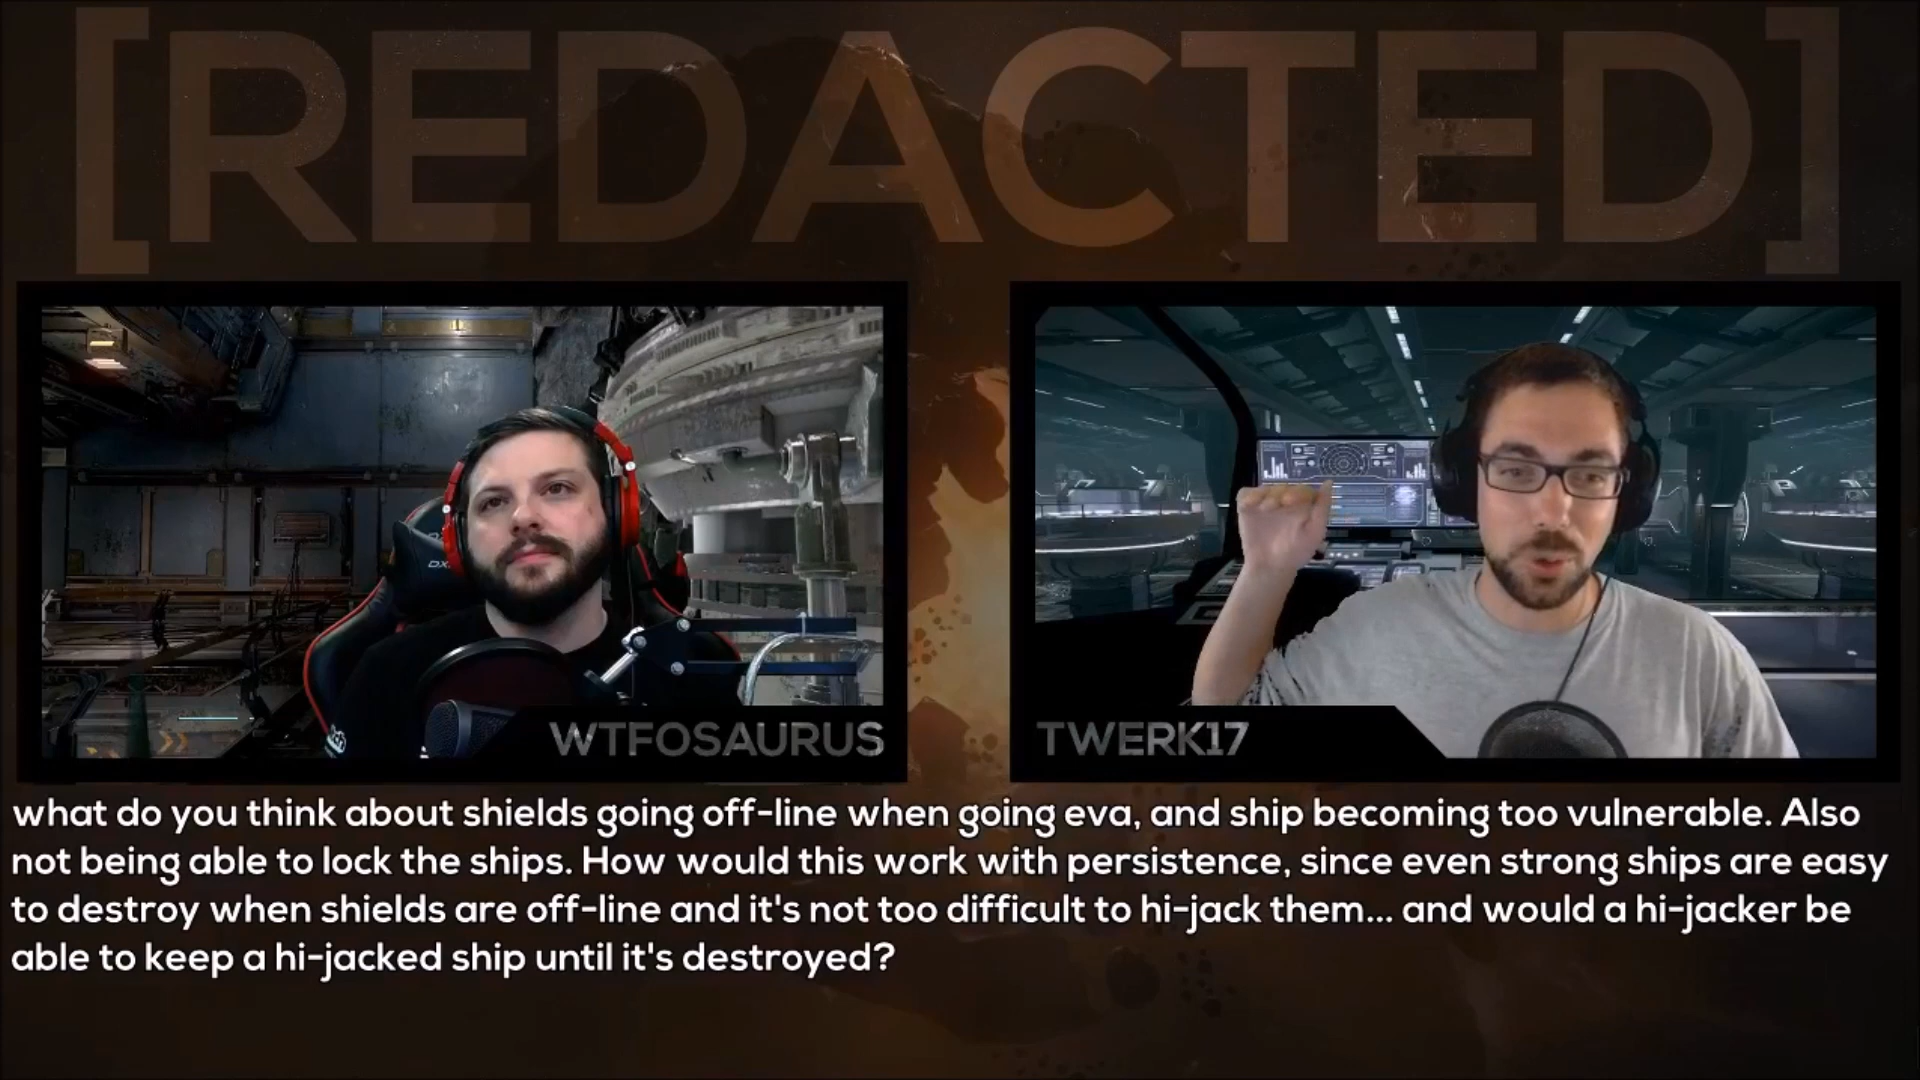 [REDACTED]
WTFOSAURUS
TWERK17
what do you think about shields going off-line when going eva, and ship becoming too vulnerable. Also
not being able to lock the ships. How would this work with persistence, since even strong ships are easy
to destroy when shields are off-line and it's not too difficult to hi-jack them... and would a hi-jacker be
able to keep a hi-jacked ship until it's destroyed?